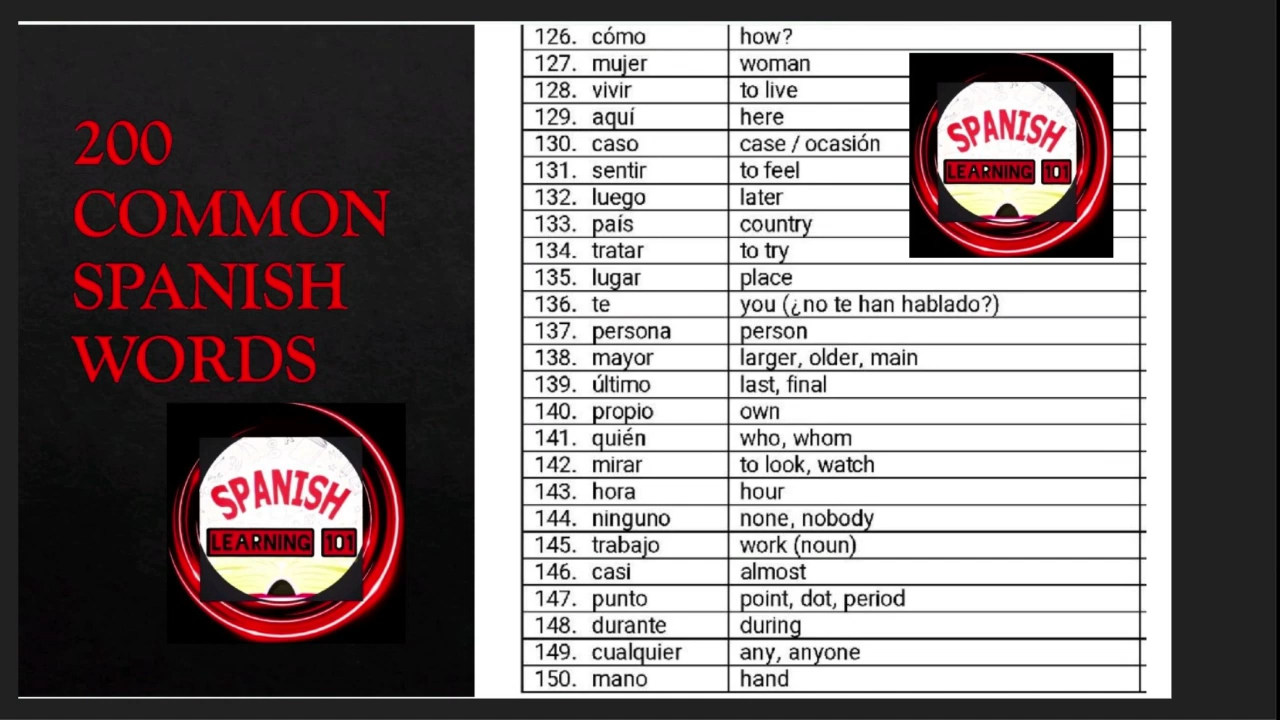 200
COMMON
SPANISH
WORDS
SPANISH
LEARNING 101
126. cómo how?
127. mujer woman
128. vivir to live
129. aquí here
130. caso case / ocasión
131. sentir to feel
132. luego later
133. país country
134. tratar to try
135. lugar place
136. te you (¿no te han hablado?)
137. persona person
138. mayor larger, older, main
139. último last, final
140. propio own
141. quién who, whom
142. mirar to look, watch
143. hora hour
144. ninguno none, nobody
145. trabajo work (noun)
146. casi almost
147. punto point, dot, period
148. durante during
149. cualquier any, anyone
150. mano hand
SPANISH
LEARNING 101